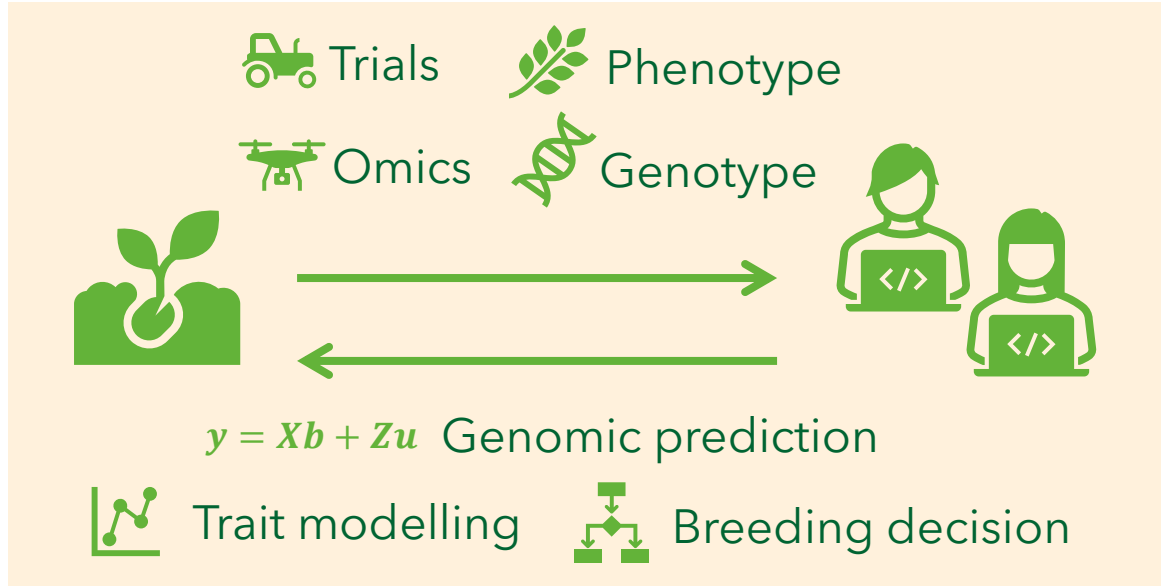 Trials
Phenotype
Omics
Genotype
</>
</>
y = Xb + Zu Genomic prediction
Trait modelling
Breeding decision